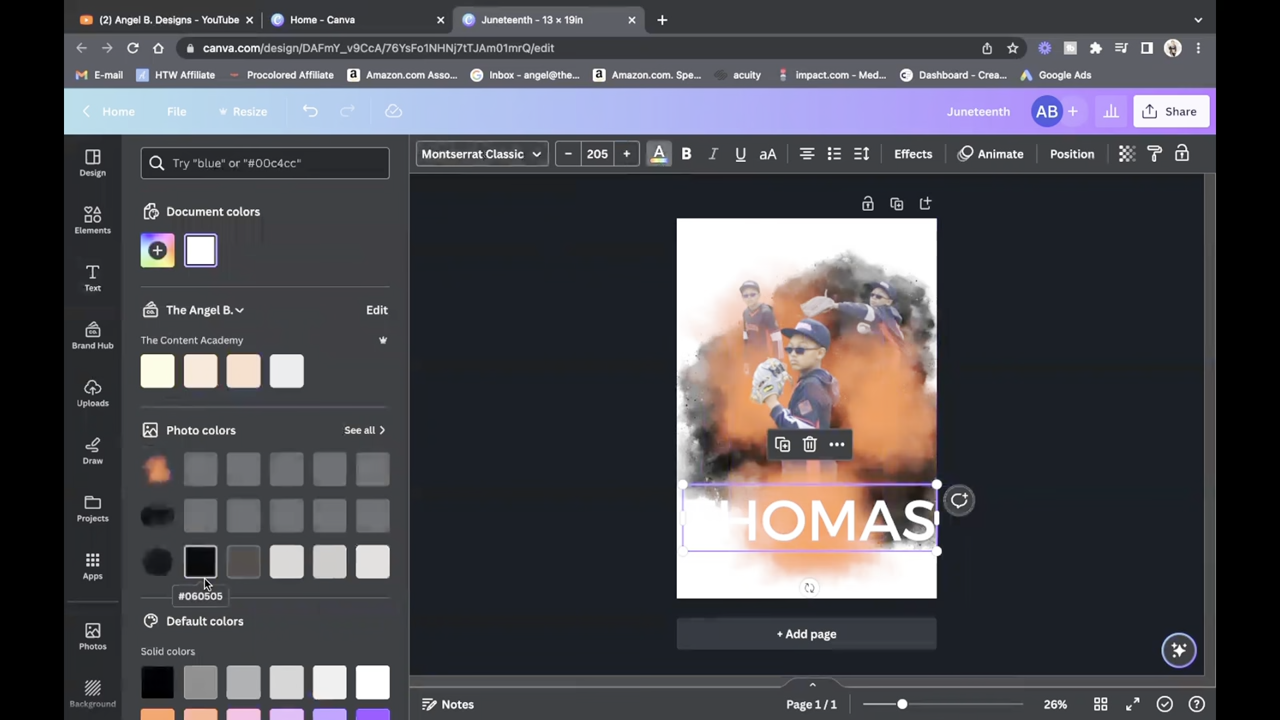 (2) Angel B. Designs - YouTube
Home - Canva
Juneteenth - 13 × 19in
canva.com/design/DAFmY_v9CcA/76YsFo1NHNj7tTJAm01mrQ/edit
E-mail
HTW Affiliate
Procolored Affiliate
Amazon.com Asso...
Inbox - angel@the...
Amazon.com. Spe...
acuity
impact.com - Med...
Dashboard - Crea...
Google Ads
Home
File
Resize
Juneteenth
AB
Share
Design
Elements
Text
Brand Hub
Uploads
Draw
Projects
Apps
Photos
Background
Try "blue" or "#00c4cc"
Document colors
The Angel B.
Edit
The Content Academy
Photo colors
See all
#060505
Default colors
Solid colors
Montserrat Classic
205
A
B
I
U
aA
Effects
Animate
Position
THOMAS
+ Add page
Notes
Page 1 / 1
26%